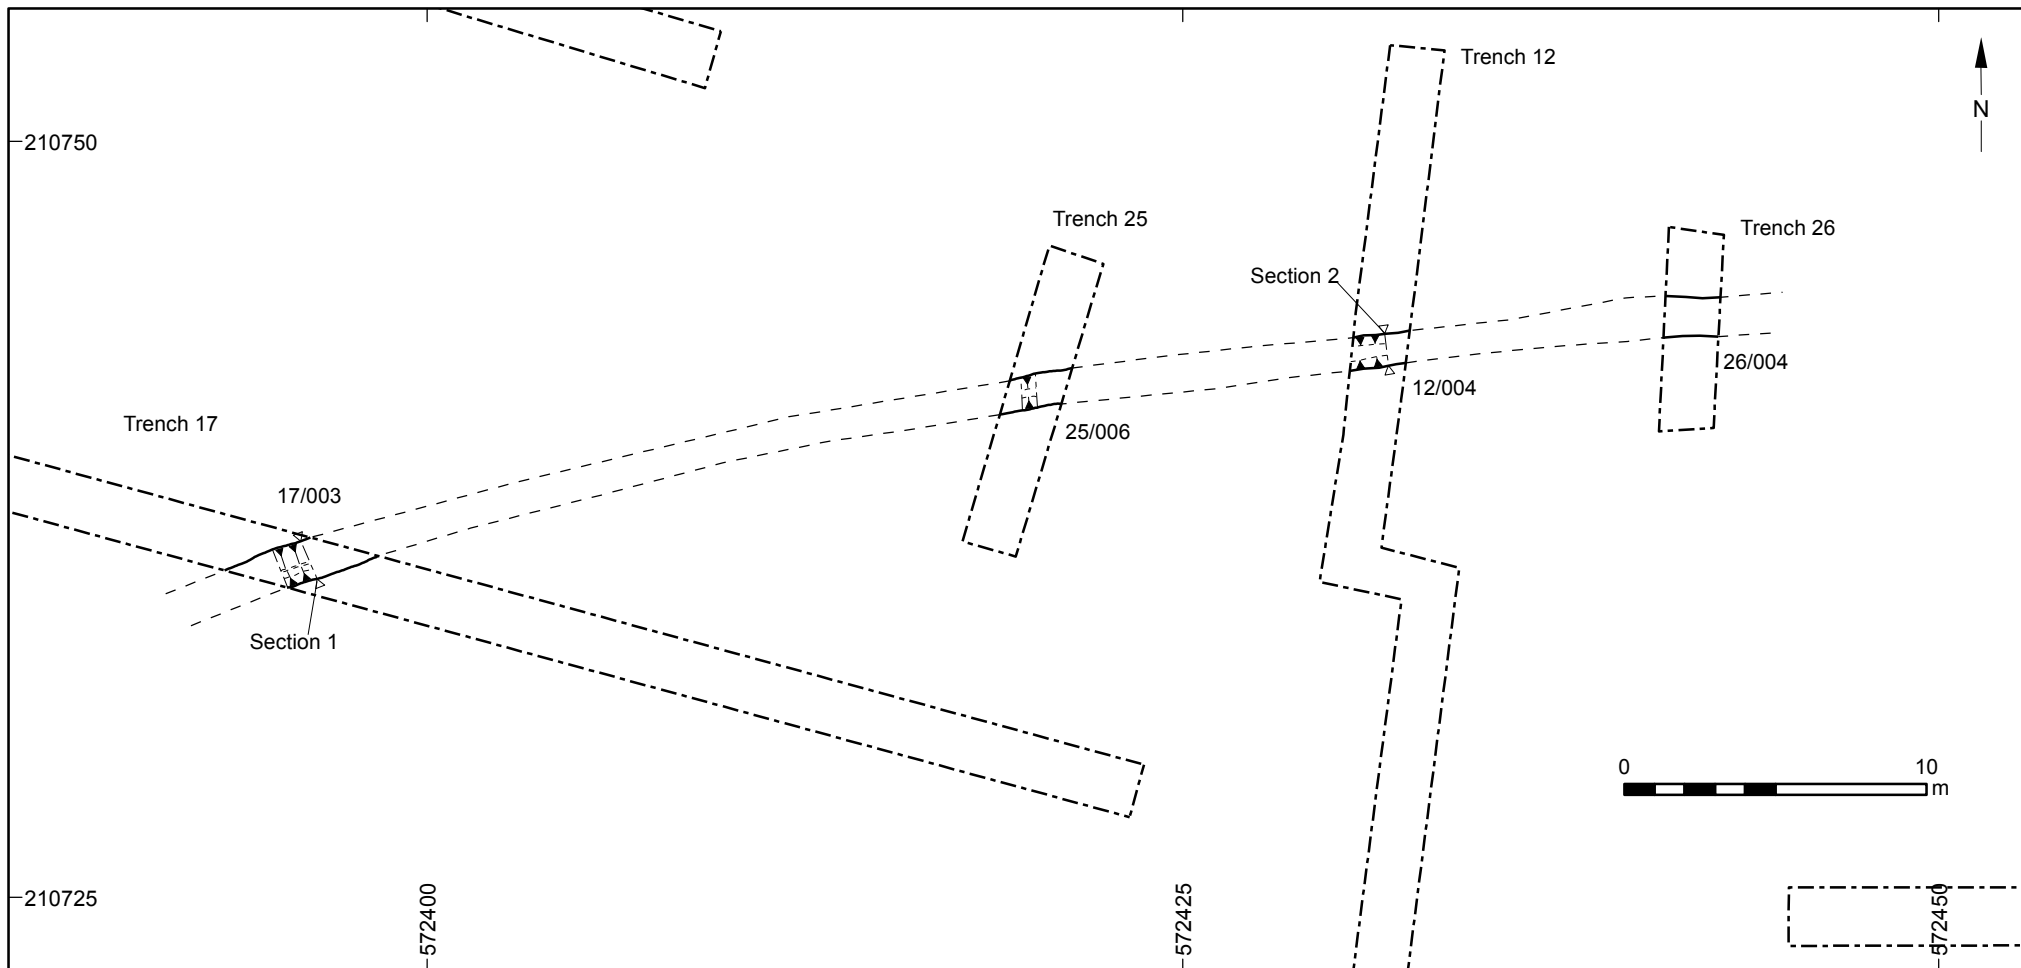 Trench 12
N
210750
Trench 25
Trench 26
Section 2
26/004
12/004
Trench 17
25/006
17/003
Section 1
0 10
m
210725
572400
572425
572450